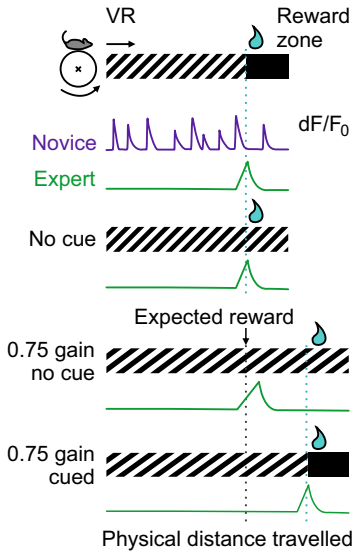 VR
Reward
zone
Novice
dF/F0
Expert
No cue
Expected reward
0.75 gain
no cue
0.75 gain
cued
Physical distance travelled